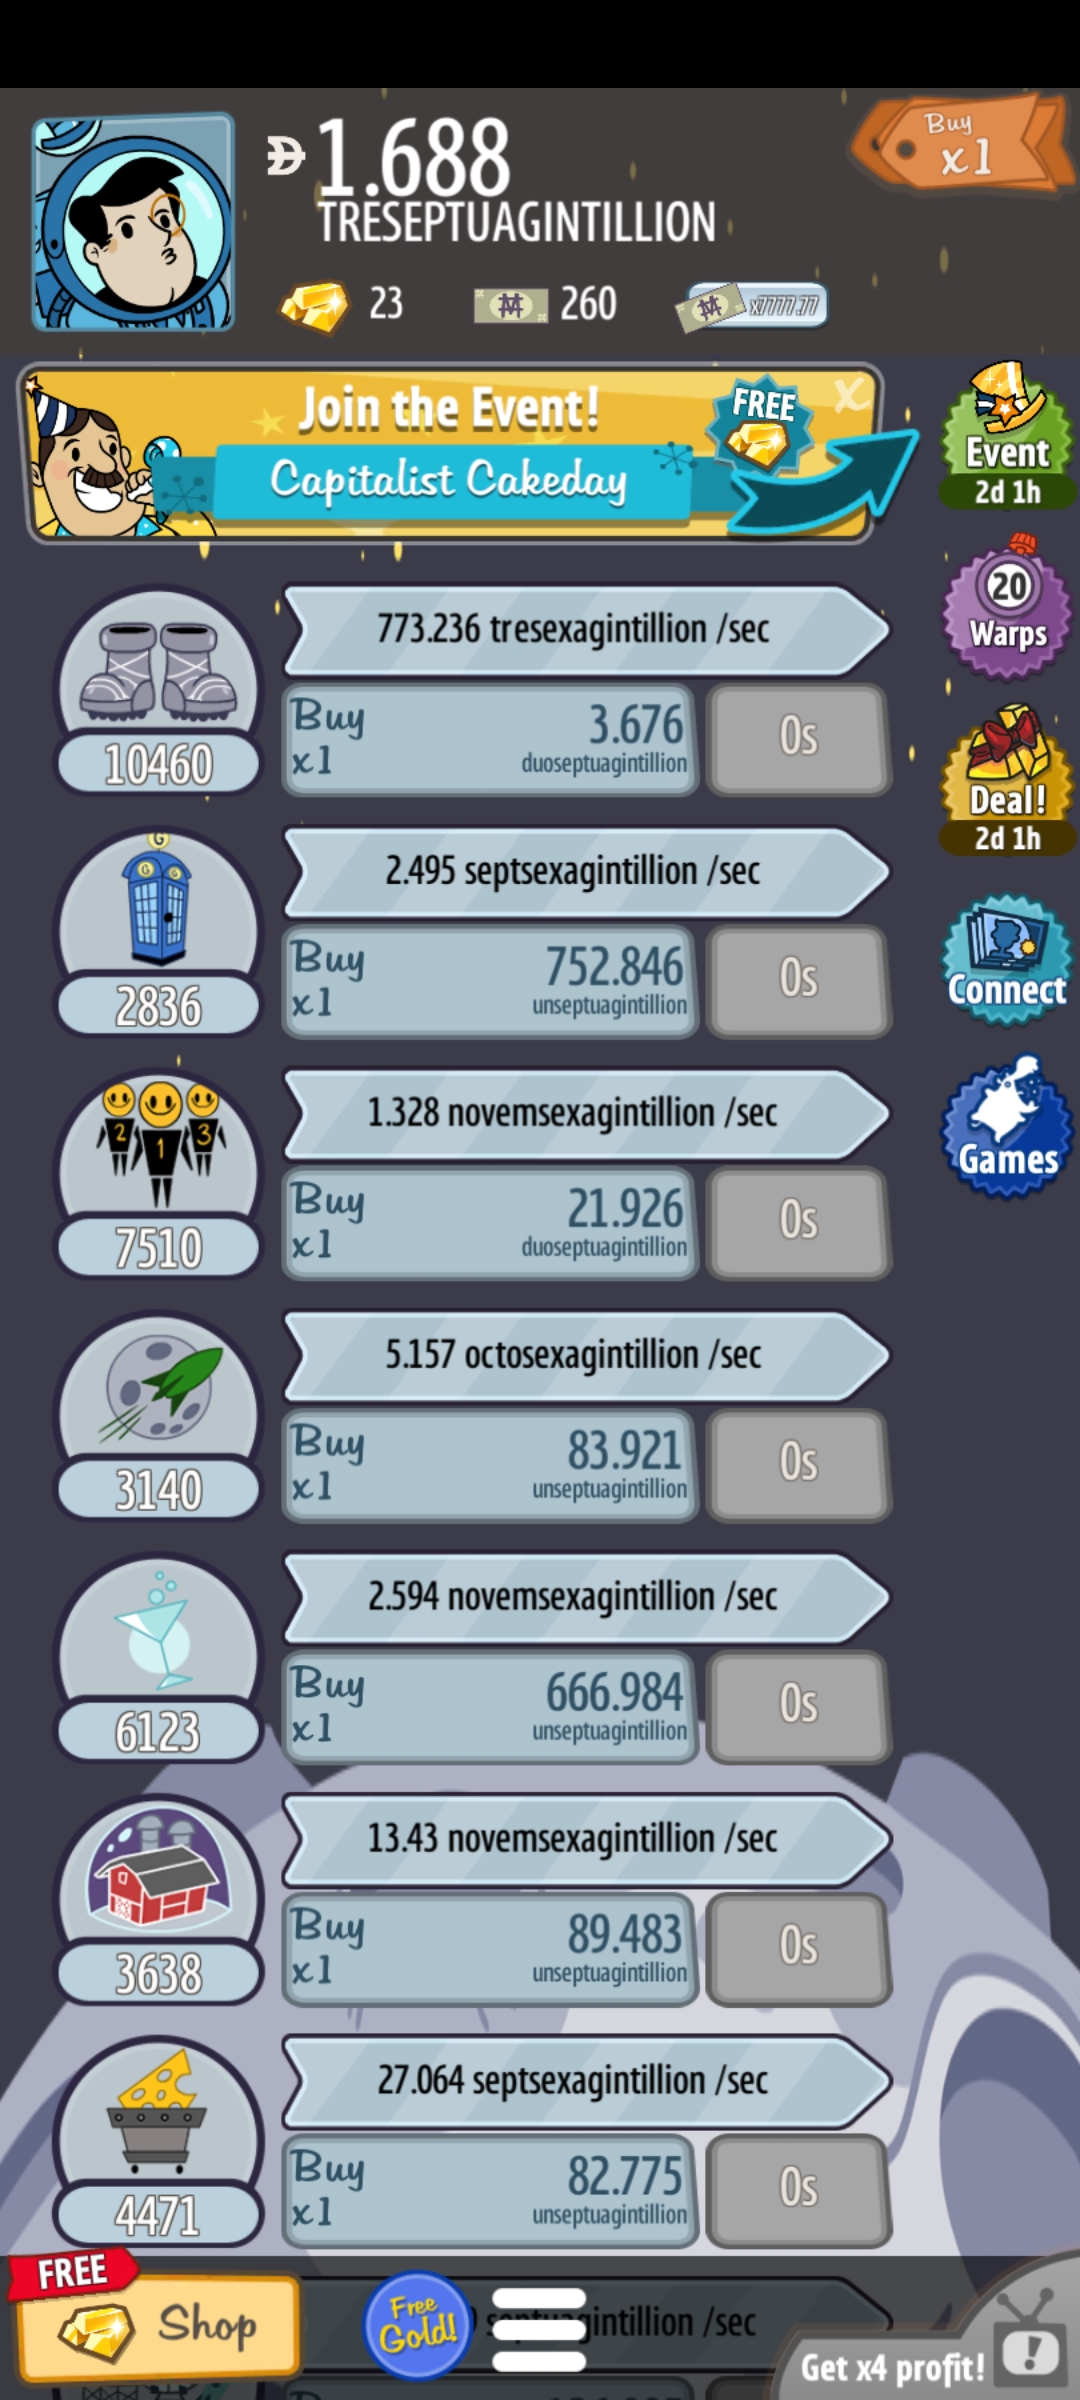 1.688
TRESEPTUAGINTILLION
Buy
x1
23
260
x7777.77
Join the Event!
FREE
x
Capitalist Cakeday
Event
2d 1h
20
Warps
Deal!
2d 1h
Connect
Games
773.236 tresexagintillion /sec
10460
Buy
x1
3.676
duoseptuagintillion
0s
2.495 septsexagintillion /sec
2836
Buy
x1
752.846
unseptuagintillion
0s
1.328 novemsexagintillion /sec
2
1
3
7510
Buy
x1
21.926
duoseptuagintillion
0s
5.157 octosexagintillion /sec
3140
Buy
x1
83.921
unseptuagintillion
0s
2.594 novemsexagintillion /sec
6123
Buy
x1
666.984
unseptuagintillion
0s
13.43 novemsexagintillion /sec
3638
Buy
x1
89.483
unseptuagintillion
0s
27.064 septsexagintillion /sec
4471
Buy
x1
82.775
unseptuagintillion
0s
FREE
Shop
Free
Gold!
/sec
Get x4 profit!